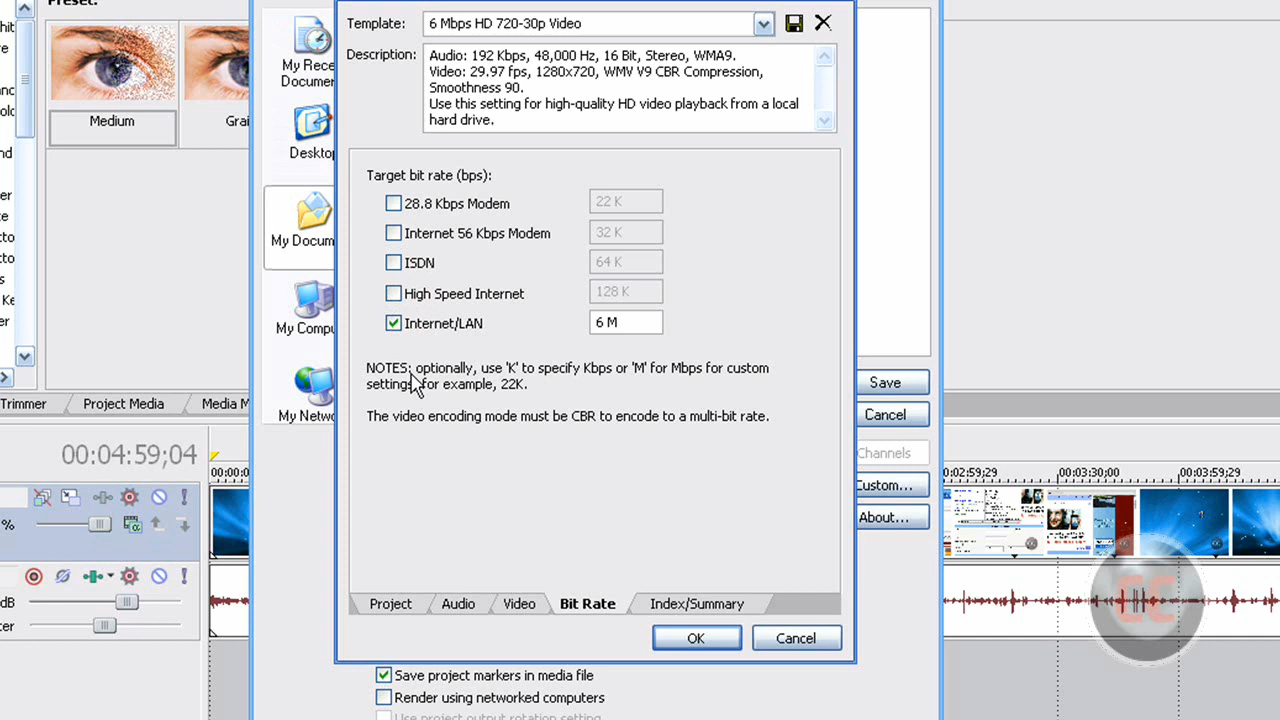 Preset:
Medium
Grai
Trimmer
Project Media
Media M
00:04:59;04
00:00:0
%
dB
ter
My Rece
Documen
Desktop
My Docum
My Compu
My Netwo
Template:
6 Mbps HD 720-30p Video
Description:
Audio: 192 Kbps, 48,000 Hz, 16 Bit, Stereo, WMA9.
Video: 29.97 fps, 1280x720, WMV V9 CBR Compression,
Smoothness 90.
Use this setting for high-quality HD video playback from a local
hard drive.
Target bit rate (bps):
28.8 Kbps Modem
22 K
Internet 56 Kbps Modem
32 K
ISDN
64 K
High Speed Internet
128 K
Internet/LAN
6 M
NOTES: optionally, use 'K' to specify Kbps or 'M' for Mbps for custom
settings, for example, 22K.
The video encoding mode must be CBR to encode to a multi-bit rate.
Project
Audio
Video
Bit Rate
Index/Summary
OK
Cancel
Save
Cancel
Channels
Custom...
About...
Save project markers in media file
Render using networked computers
Use project output rotation setting
02:59;29
00:03:30;00
00:03:59;29
CC